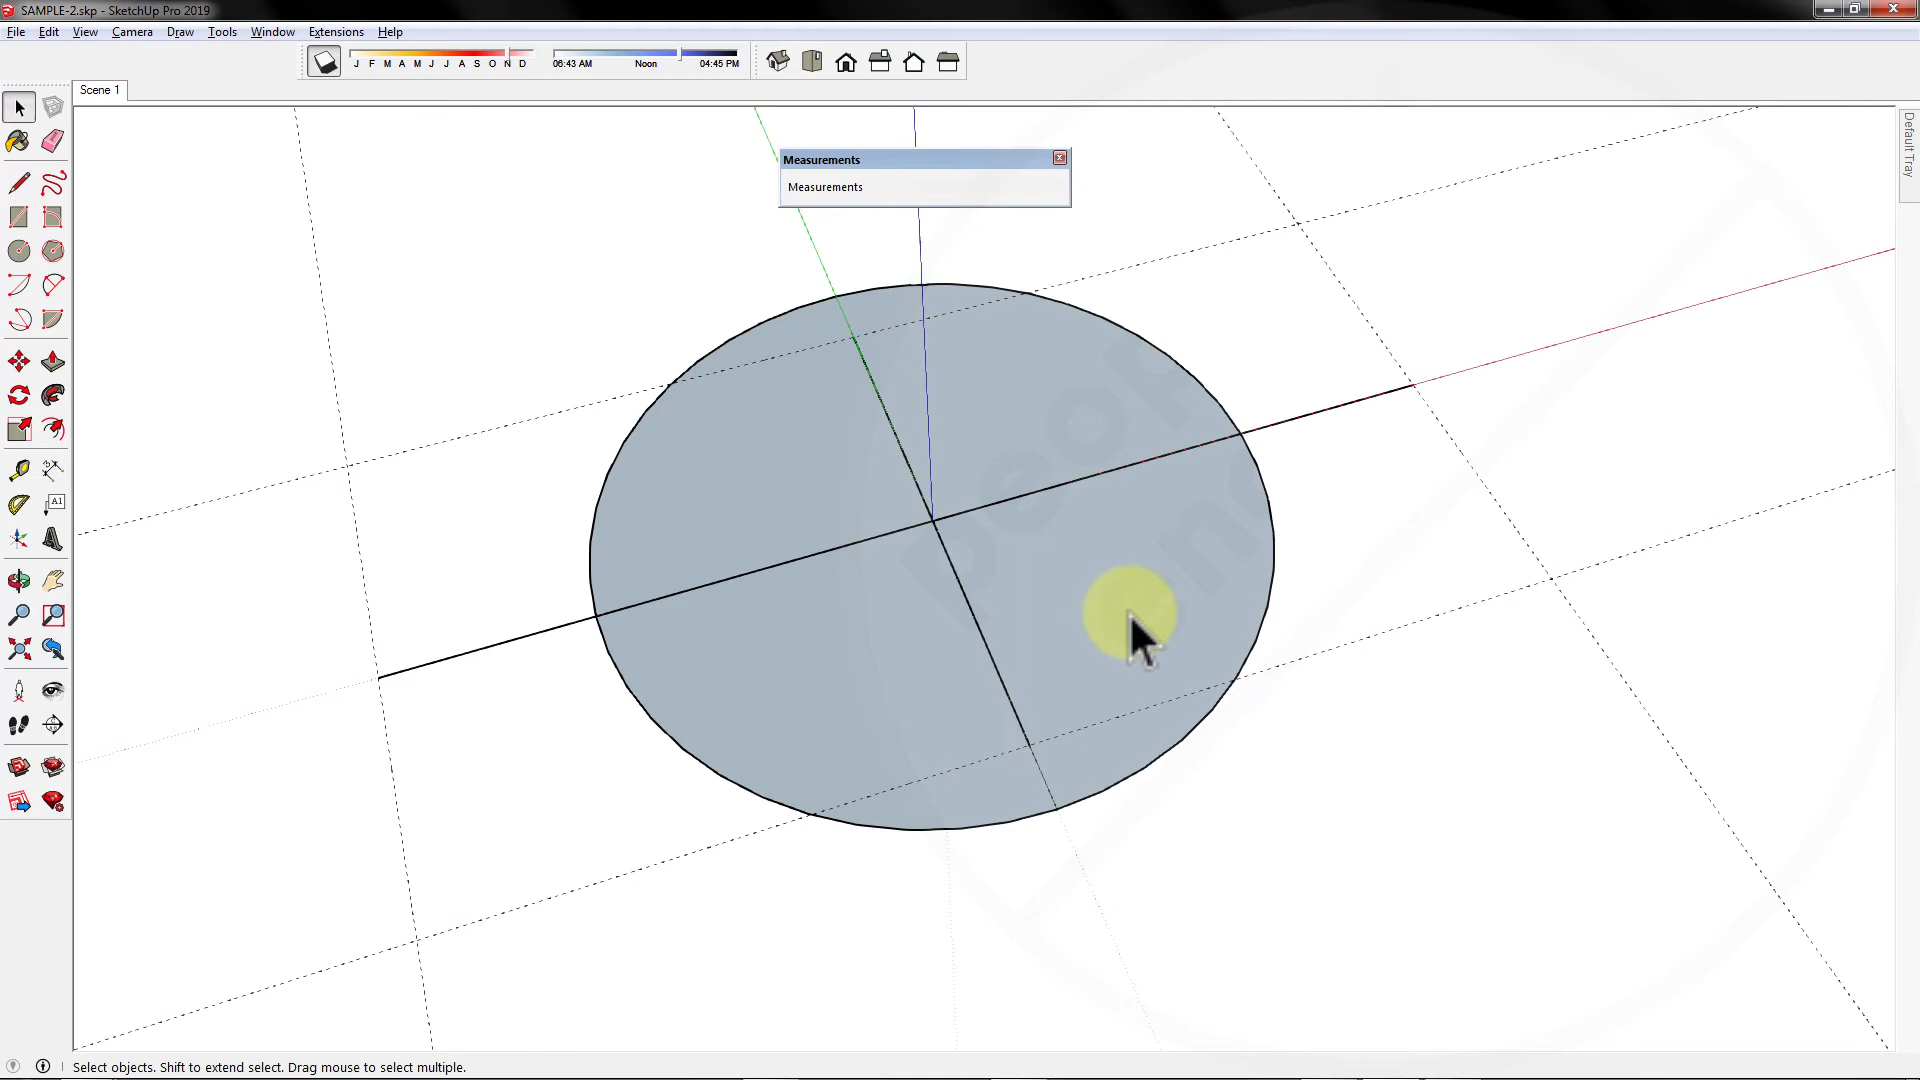 SAMPLE-2.skp - SketchUp Pro 2019
File Edit View Camera Draw Tools Window Extensions Help
J F M A M J J A S O N D 06:43 AM Noon 04:45 PM
Scene 1
Default Tray
Measurements
Measurements
A1
Select objects. Shift to extend select. Drag mouse to select multiple.